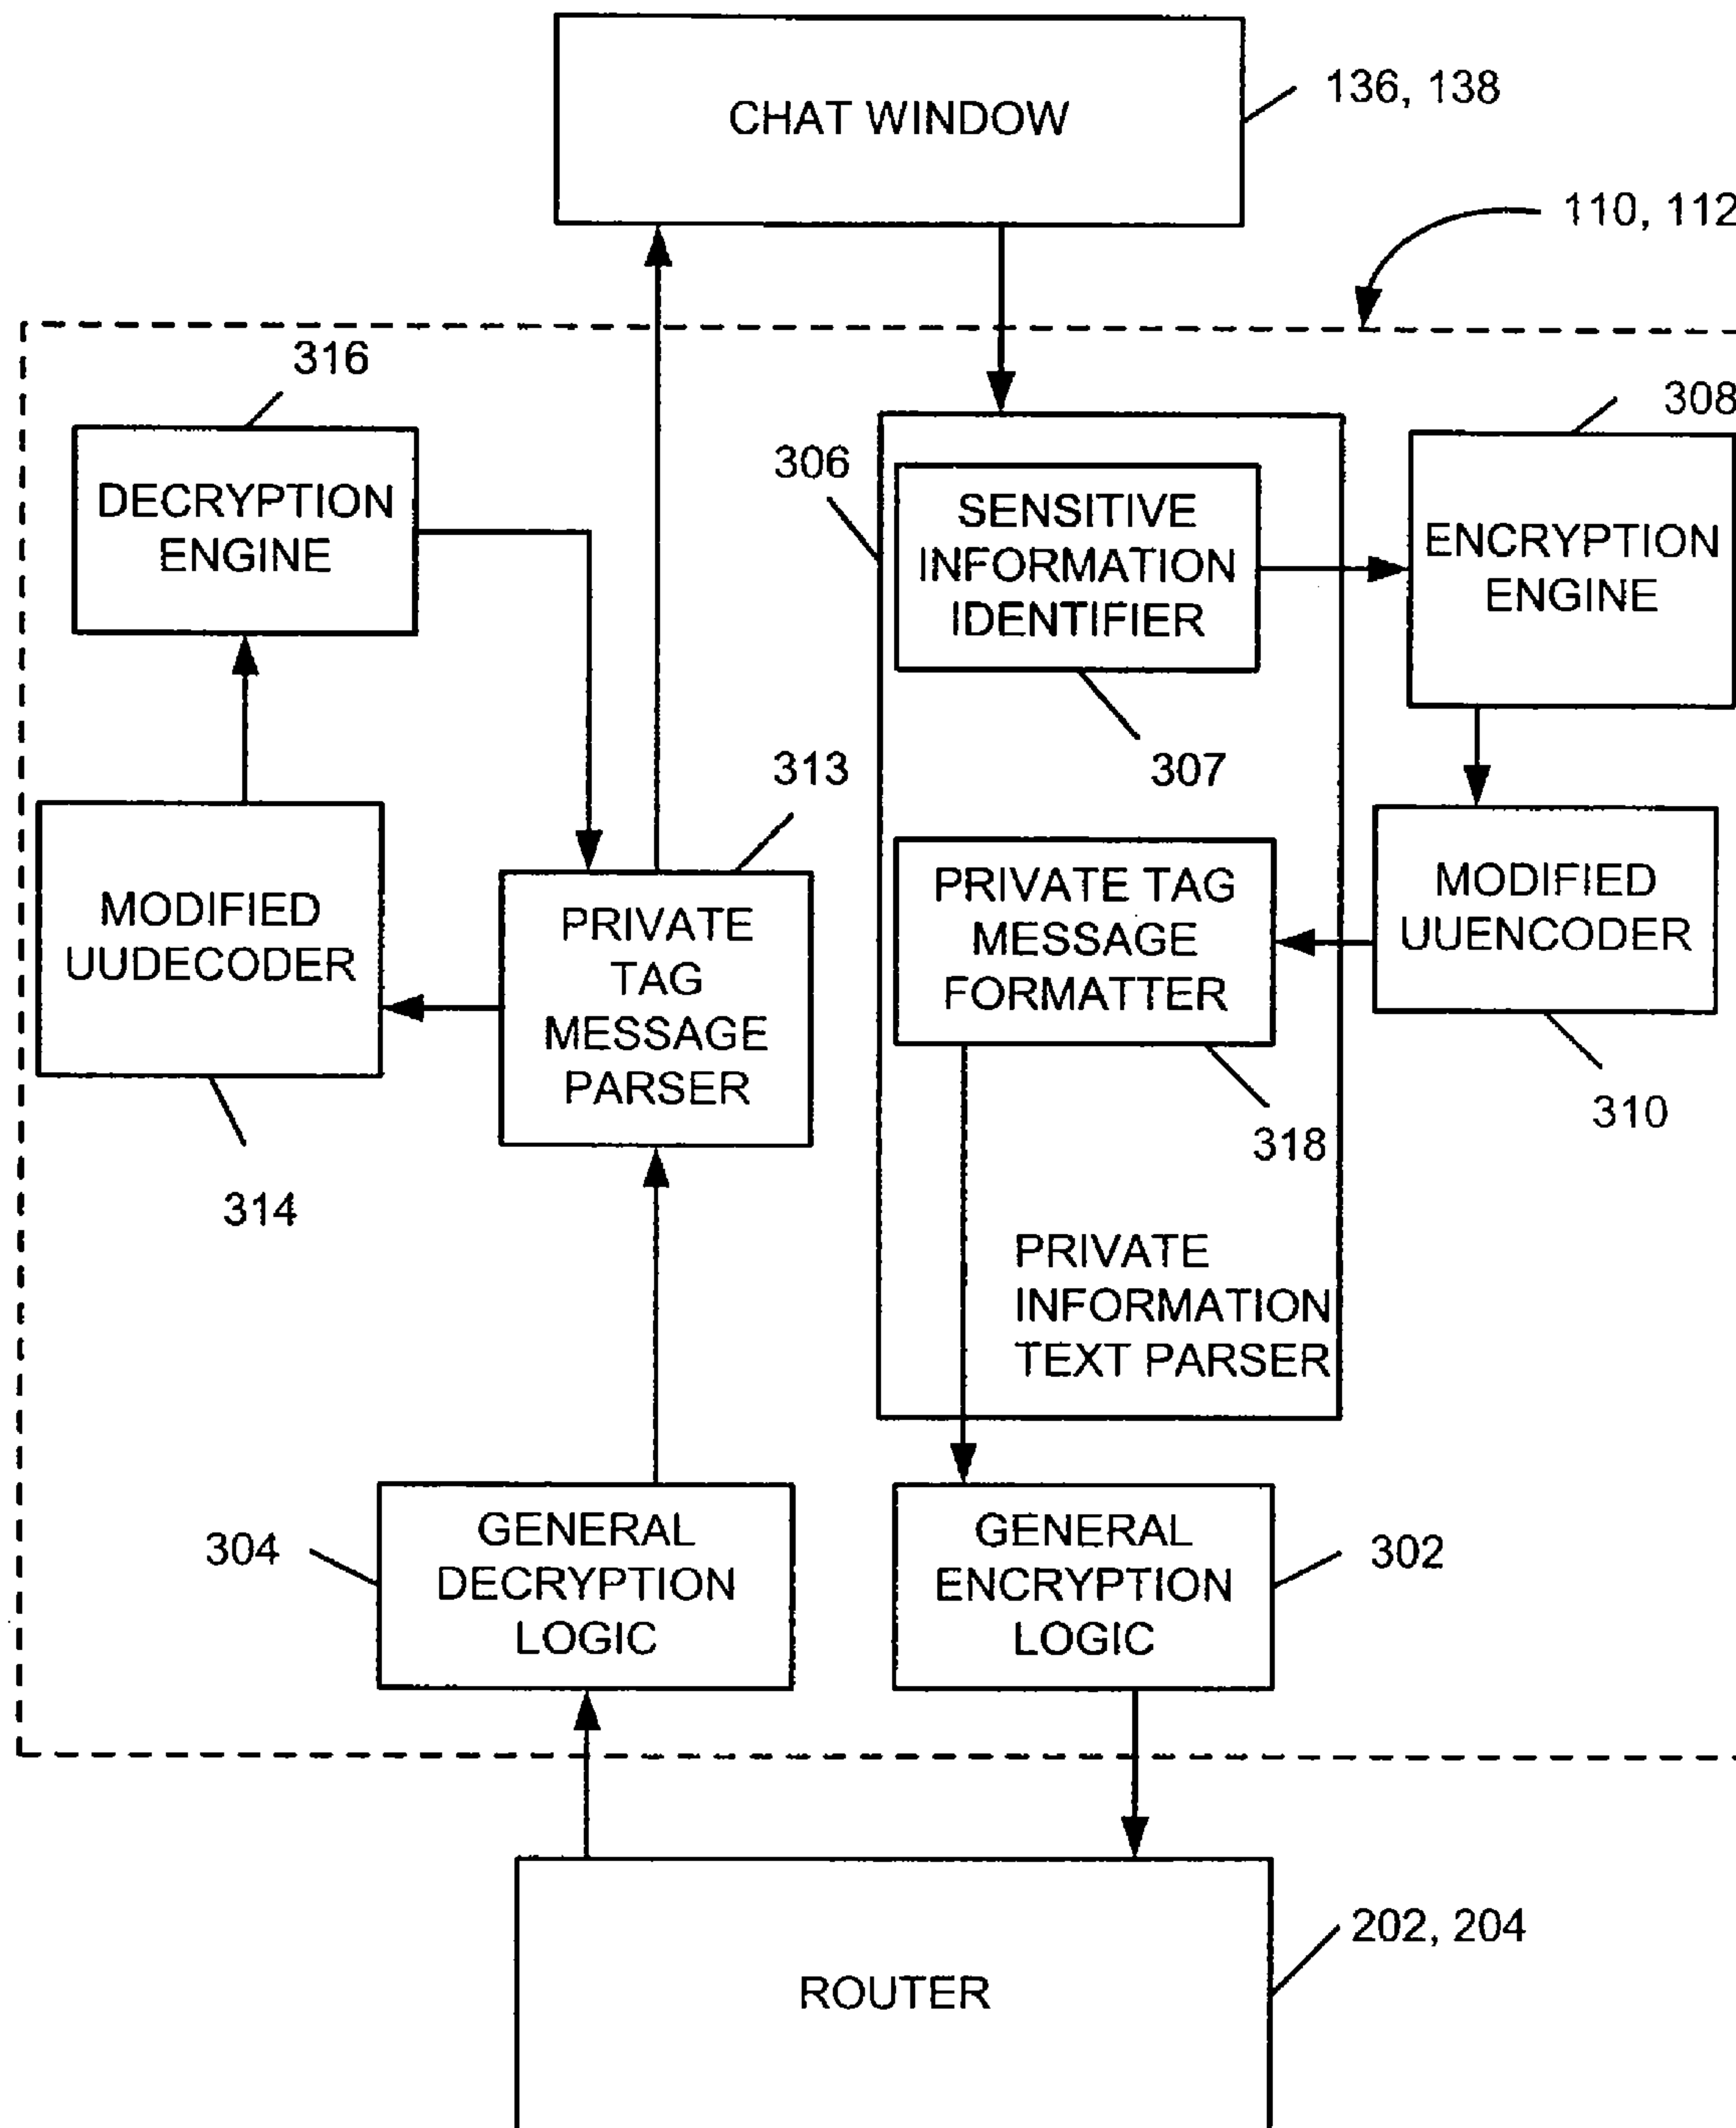 CHAT WINDOW
136, 138
110, 112
316
308
DECRYPTION
ENGINE
306
SENSITIVE
INFORMATION
IDENTIFIER
ENCRYPTION
ENGINE
307
313
MODIFIED
UUDECODER
PRIVATE
TAG
MESSAGE
PARSER
PRIVATE TAG
MESSAGE
FORMATTER
MODIFIED
UUENCODER
310
318
314
PRIVATE
INFORMATION
TEXT PARSER
304
GENERAL
DECRYPTION
LOGIC
GENERAL
ENCRYPTION
LOGIC
302
202, 204
ROUTER